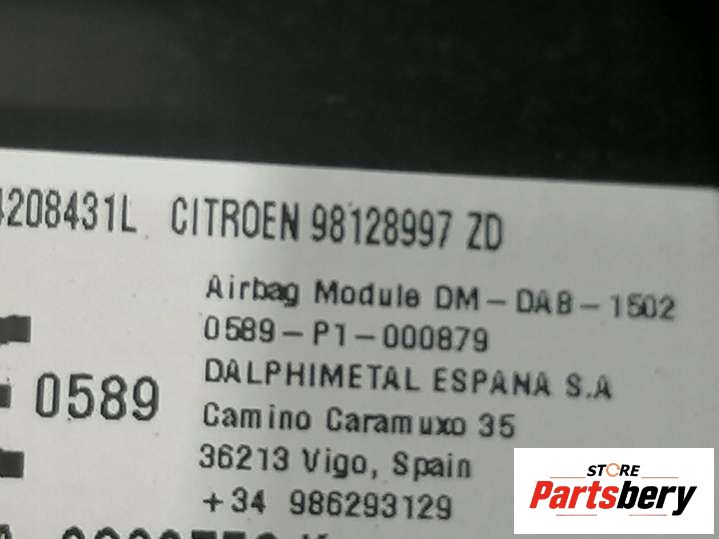 4208431L CITROEN 98128997 ZD
Airbag Module DM-DAB-1502
0589-P1-000879
0589
DALPHIMETAL ESPANA S.A
Camino Caramuxo 35
36213 Vigo, Spain
+34 986293129
STORE
Partsbery